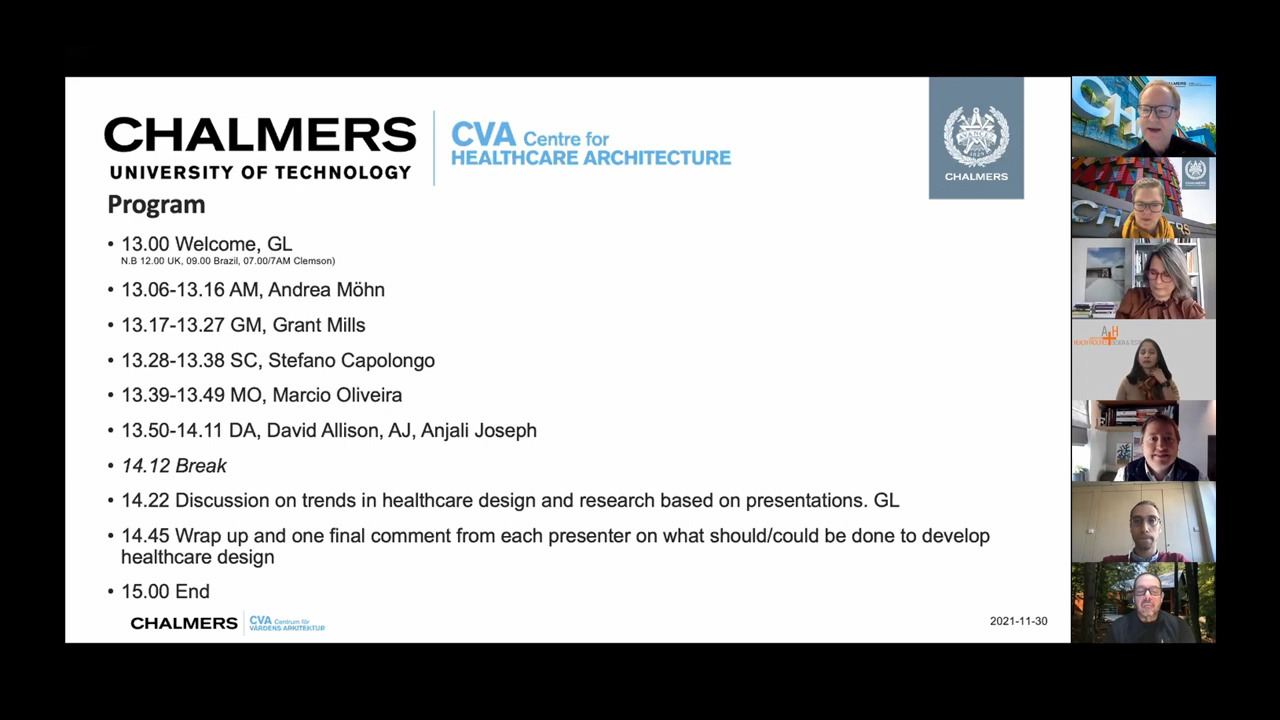 CHALMERS
UNIVERSITY OF TECHNOLOGY
CVA Centre for
HEALTHCARE ARCHITECTURE
CHALMERS
Program
• 13.00 Welcome, GL
N.B 12.00 UK, 09.00 Brazil, 07.00/7AM Clemson)
• 13.06-13.16 AM, Andrea Möhn
• 13.17-13.27 GM, Grant Mills
• 13.28-13.38 SC, Stefano Capolongo
• 13.39-13.49 MO, Marcio Oliveira
• 13.50-14.11 DA, David Allison, AJ, Anjali Joseph
• 14.12 Break
• 14.22 Discussion on trends in healthcare design and research based on presentations. GL
• 14.45 Wrap up and one final comment from each presenter on what should/could be done to develop
healthcare design
• 15.00 End
CHALMERS
CVA Centrum för
VÅRDENS ARKITEKTUR
2021-11-30
CHALMERS
A+H